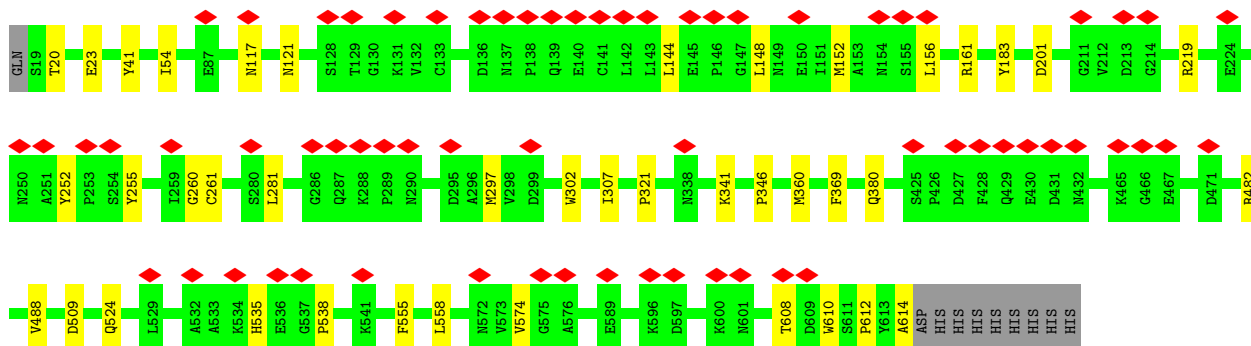 GLN S19 T20 E23 Y41 I54 E87 N117 N121 S128 T129 G130 K131 V132 C133 D136 N137 P138 Q139 E140 C141 L142 L143 L144 E145 P146 G147 L148 N149 E150 I151 M152 A153 N154 S155 L156 R161 Y183 D201 G211 V212 D213 G214 R219 E224
N250 A251 Y252 P253 S254 Y255 I259 G260 C261 S280 L281 G286 Q287 K288 P289 N290 D295 A296 M297 V298 D299 W302 I307 P321 N338 K341 P346 M360 F369 Q380 S425 P426 D427 F428 Q429 E430 D431 N432 K465 G466 E467 D471 R482
V488 D509 Q524 L529 A532 A533 K534 H535 E536 G537 P538 K541 F555 L558 N572 V573 V574 G575 A576 E589 K596 D597 K600 N601 T608 D609 W610 S611 P612 Y613 A614 ASP HIS HIS HIS HIS HIS HIS HIS HIS